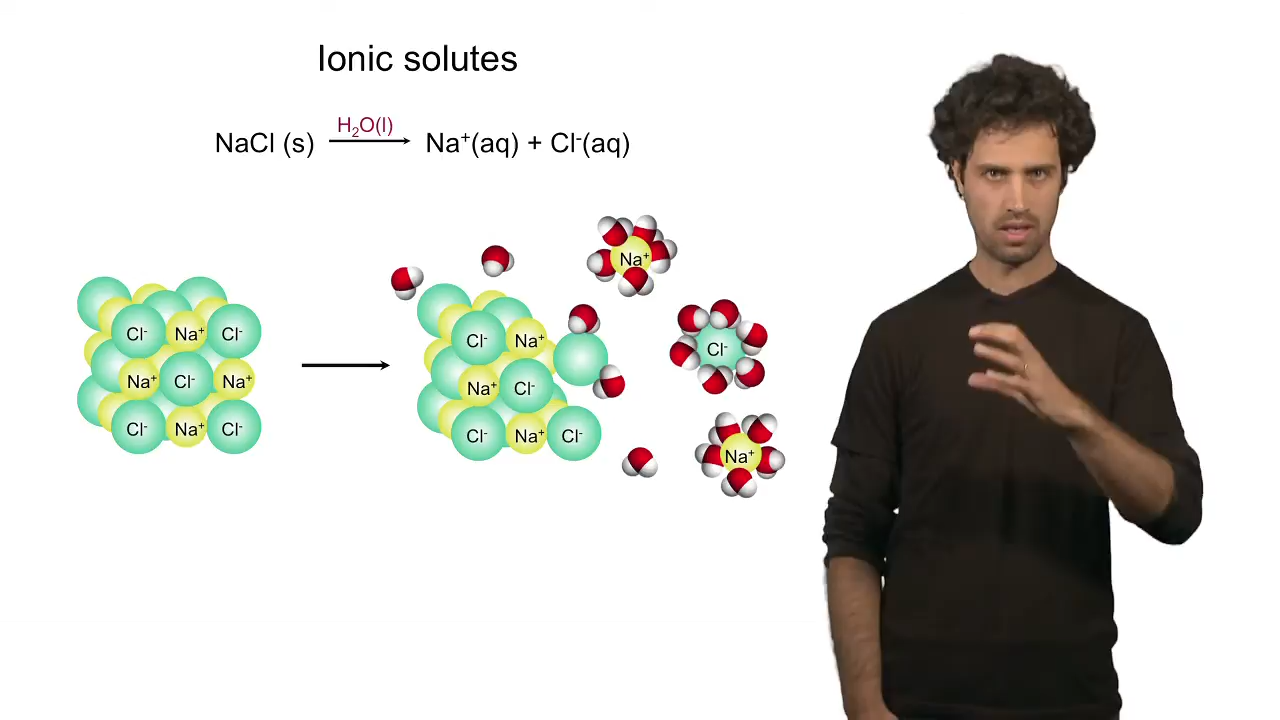 Ionic solutes
H₂O(l)
NaCl (s) → Na⁺(aq) + Cl⁻(aq)
Na⁺
Cl⁻ Na⁺ Cl⁻
Na⁺ Cl⁻ Na⁺
Cl⁻ Na⁺ Cl⁻
Cl⁻ Na⁺
Na⁺ Cl⁻
Cl⁻ Na⁺ Cl⁻
Cl⁻
Na⁺